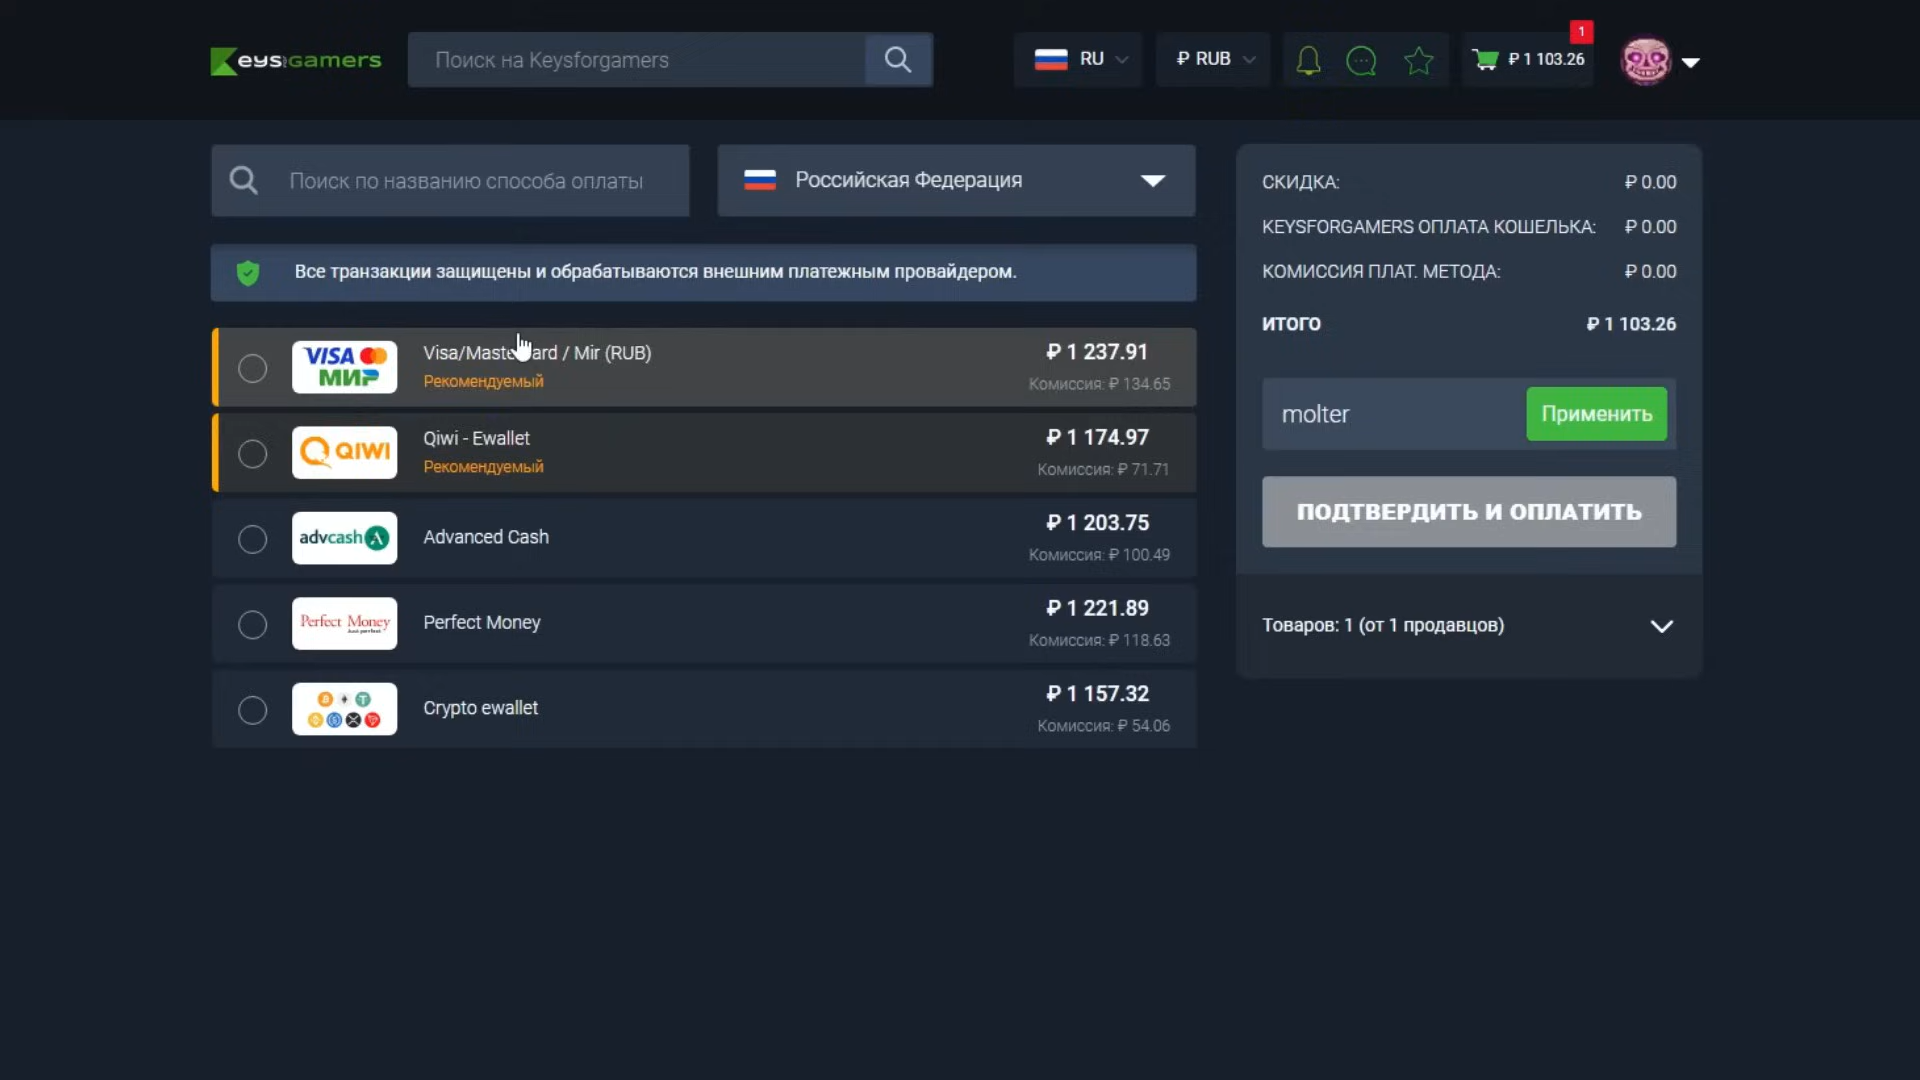 Keysforgamers
Поиск на Keysforgamers
RU
₽ RUB
1
₽ 1 103.26
Поиск по названию способа оплаты
Российская Федерация
Все транзакции защищены и обрабатываются внешним платежным провайдером.
VISA
МИР
Visa/MasterCard / Mir (RUB)
Рекомендуемый
₽ 1 237.91
Комиссия: ₽ 134.65
QIWI
Qiwi - Ewallet
Рекомендуемый
₽ 1 174.97
Комиссия: ₽ 71.71
advcash
Advanced Cash
₽ 1 203.75
Комиссия: ₽ 100.49
Perfect Money
Just perfect
Perfect Money
₽ 1 221.89
Комиссия: ₽ 118.63
Crypto ewallet
₽ 1 157.32
Комиссия: ₽ 54.06
СКИДКА: ₽ 0.00
KEYSFORGAMERS ОПЛАТА КОШЕЛЬКА: ₽ 0.00
КОМИССИЯ ПЛАТ. МЕТОДА: ₽ 0.00
ИТОГО ₽ 1 103.26
molter
Применить
ПОДТВЕРДИТЬ И ОПЛАТИТЬ
Товаров: 1 (от 1 продавцов)